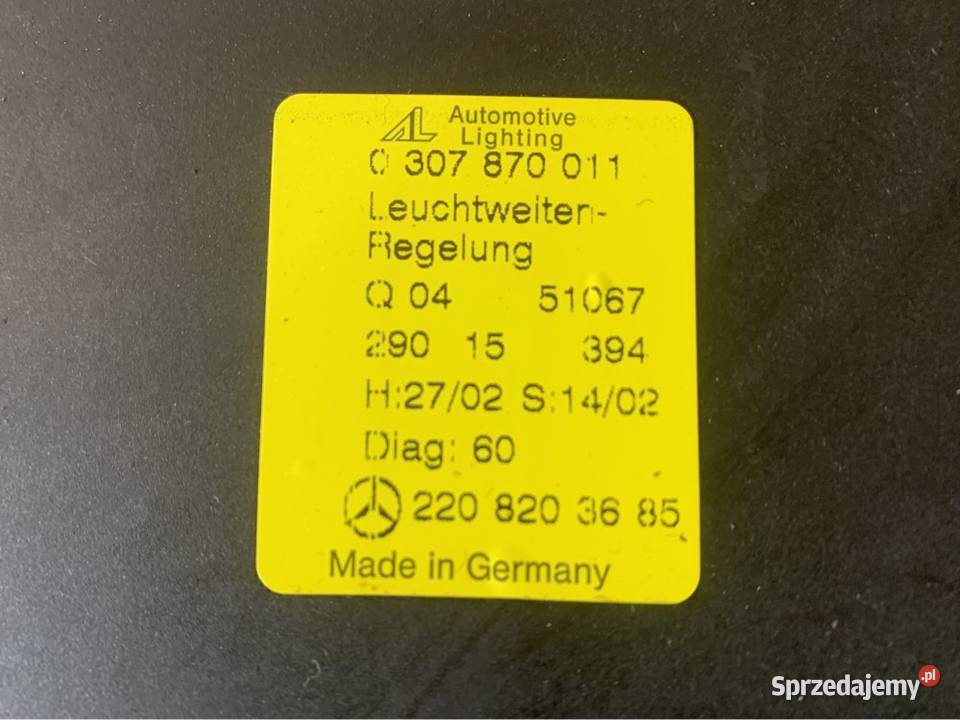 AL Automotive
Lighting
0 307 870 011
Leuchtweiten-
Regelung
Q 04 51067
290 15 394
H:27/02 S:14/02
Diag: 60
220 820 36 85
Made in Germany
Sprzedajemy.pl